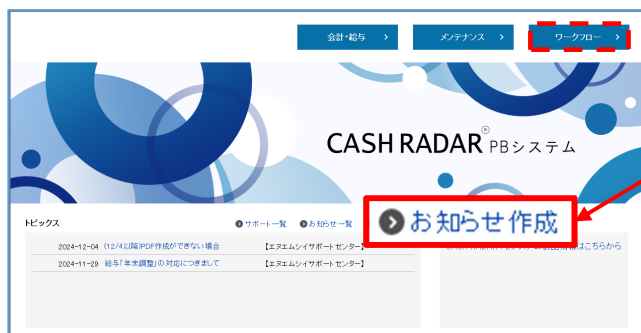 会計・給与 >
メンテナンス >
ワークフロー >
CASH RADAR® PBシステム
トピックス
サポート一覧 お知らせ一覧
お知らせ作成
2024-12-04 (12/4以降)PDF作成ができない場合 【エヌエムシイサポートセンター】
2024-11-29 給与「年末調整」の対応につきまして 【エヌエムシイサポートセンター】
はこちらから